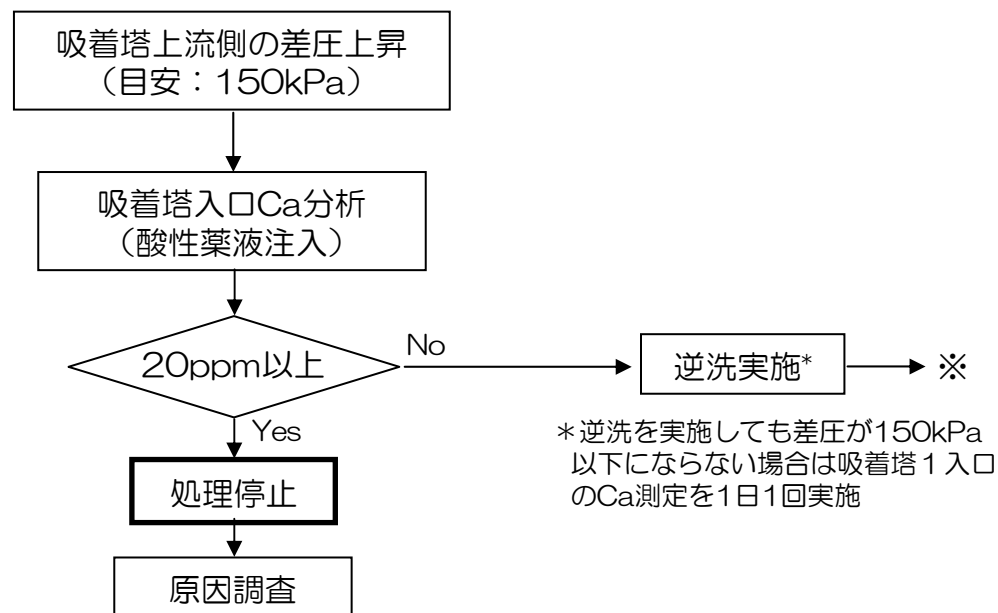 吸着塔上流側の差圧上昇
（目安：150kPa）
吸着塔入口Ca分析
（酸性薬液注入）
20ppm以上
No
逆洗実施*
※
Yes
＊逆洗を実施しても差圧が150kPa
以下にならない場合は吸着塔１入口
のCa測定を1日1回実施
処理停止
原因調査